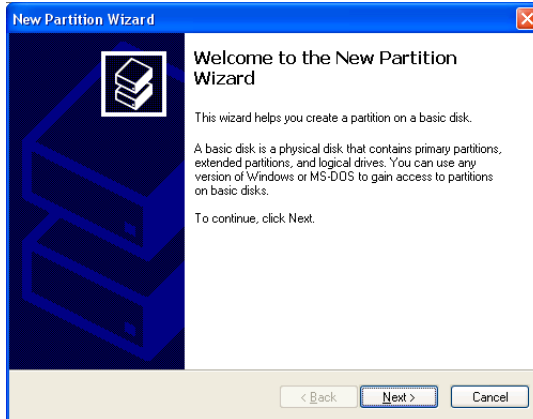 New Partition Wizard
Welcome to the New Partition
Wizard
This wizard helps you create a partition on a basic disk.
A basic disk is a physical disk that contains primary partitions,
extended partitions, and logical drives. You can use any
version of Windows or MS-DOS to gain access to partitions
on basic disks.
To continue, click Next.
< Back Next > Cancel